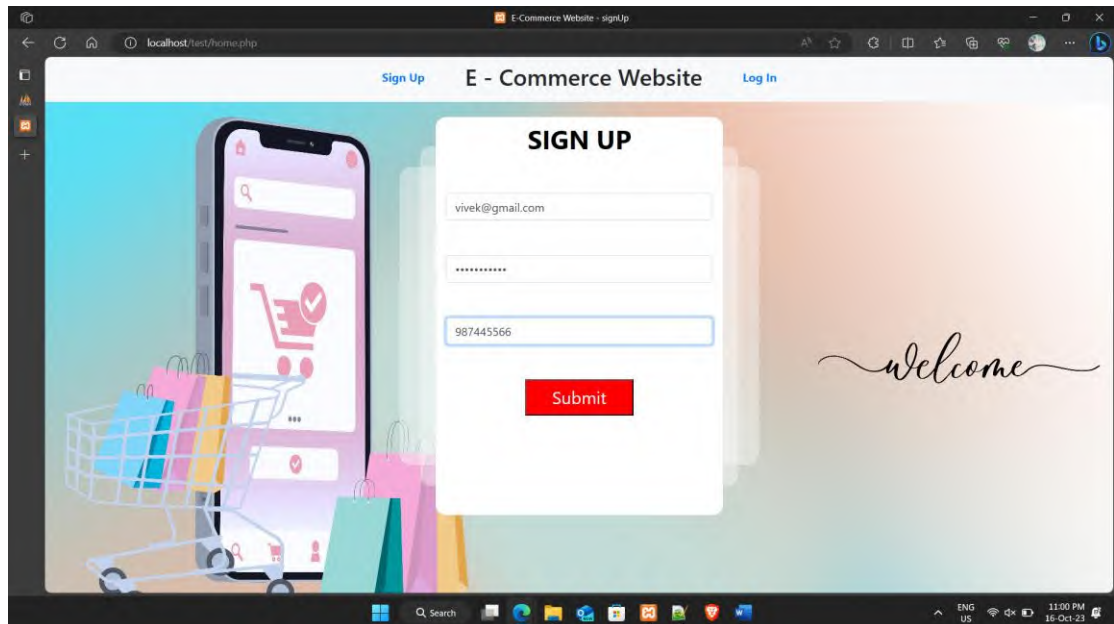 E-Commerce Website - signUp
localhost/test/home.php
Sign Up E - Commerce Website Log In
SIGN UP
vivek@gmail.com
•••••••••••
987445566
Submit
welcome
Search
ENG
US
11:00 PM
16-Oct-23